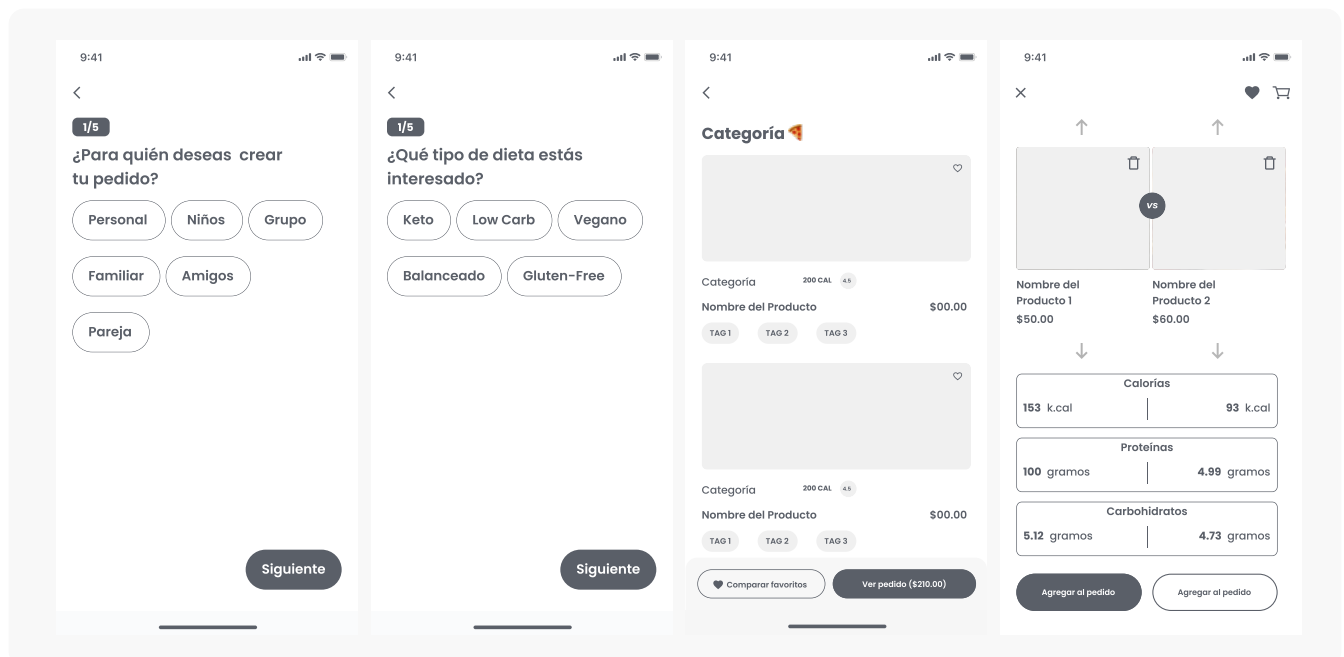 9:41
1/5
¿Para quién deseas crear
tu pedido?
Personal
Niños
Grupo
Familiar
Amigos
Pareja
Siguiente
9:41
1/5
¿Qué tipo de dieta estás
interesado?
Keto
Low Carb
Vegano
Balanceado
Gluten-Free
Siguiente
9:41
Categoría🍕
Categoría 200 CAL 4.5
Nombre del Producto $00.00
TAG 1 TAG 2 TAG 3
Categoría 200 CAL 4.5
Nombre del Producto $00.00
TAG 1 TAG 2 TAG 3
Comparar favoritos
Ver pedido ($210.00)
9:41
VS
Nombre del
Producto 1
$50.00
Nombre del
Producto 2
$60.00
Calorías
153 k.cal 93 k.cal
Proteínas
100 gramos 4.99 gramos
Carbohidratos
5.12 gramos 4.73 gramos
Agregar al pedido
Agregar al pedido